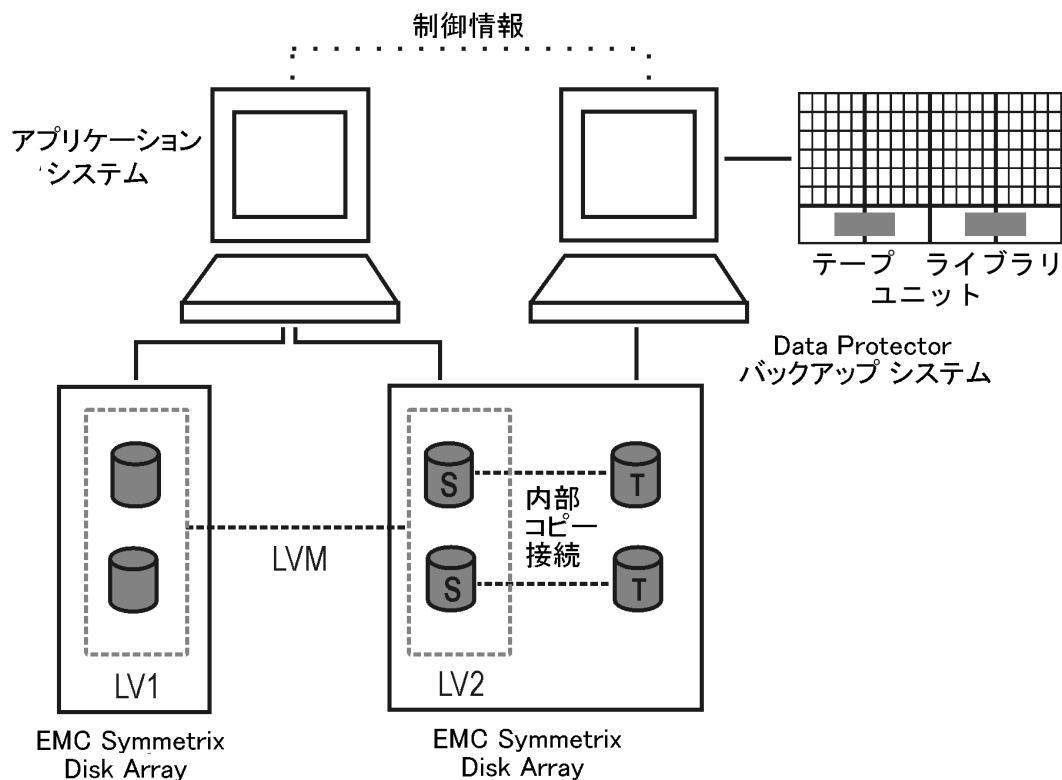 制御情報
アプリケーション
システム
テープ ライブラリ
ユニット
Data Protector
バックアップ システム
S
T
内部
コピー
接続
LVM
S
T
LV1
LV2
EMC Symmetrix
Disk Array
EMC Symmetrix
Disk Array